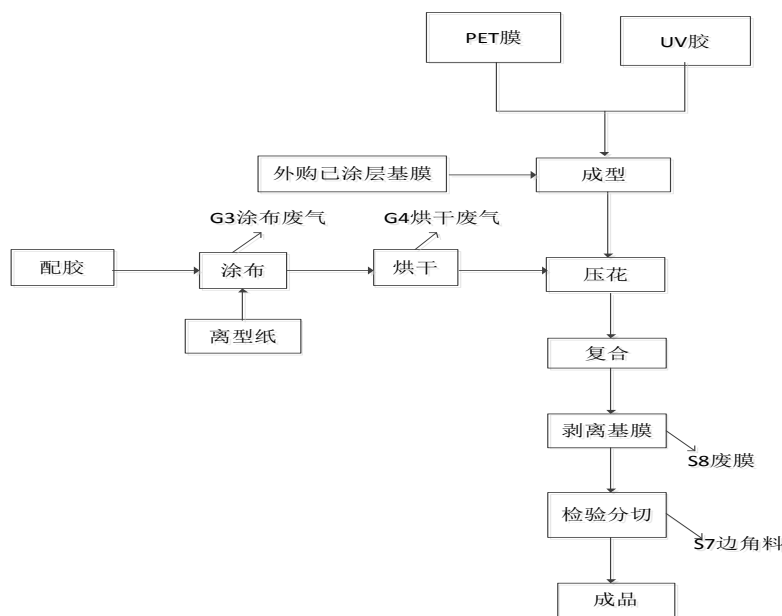 PET膜
UV胶
外购已涂层基膜
成型
G3涂布废气
G4烘干废气
配胶
涂布
烘干
压花
离型纸
复合
剥离基膜
S8废膜
检验分切
S7边角料
成品